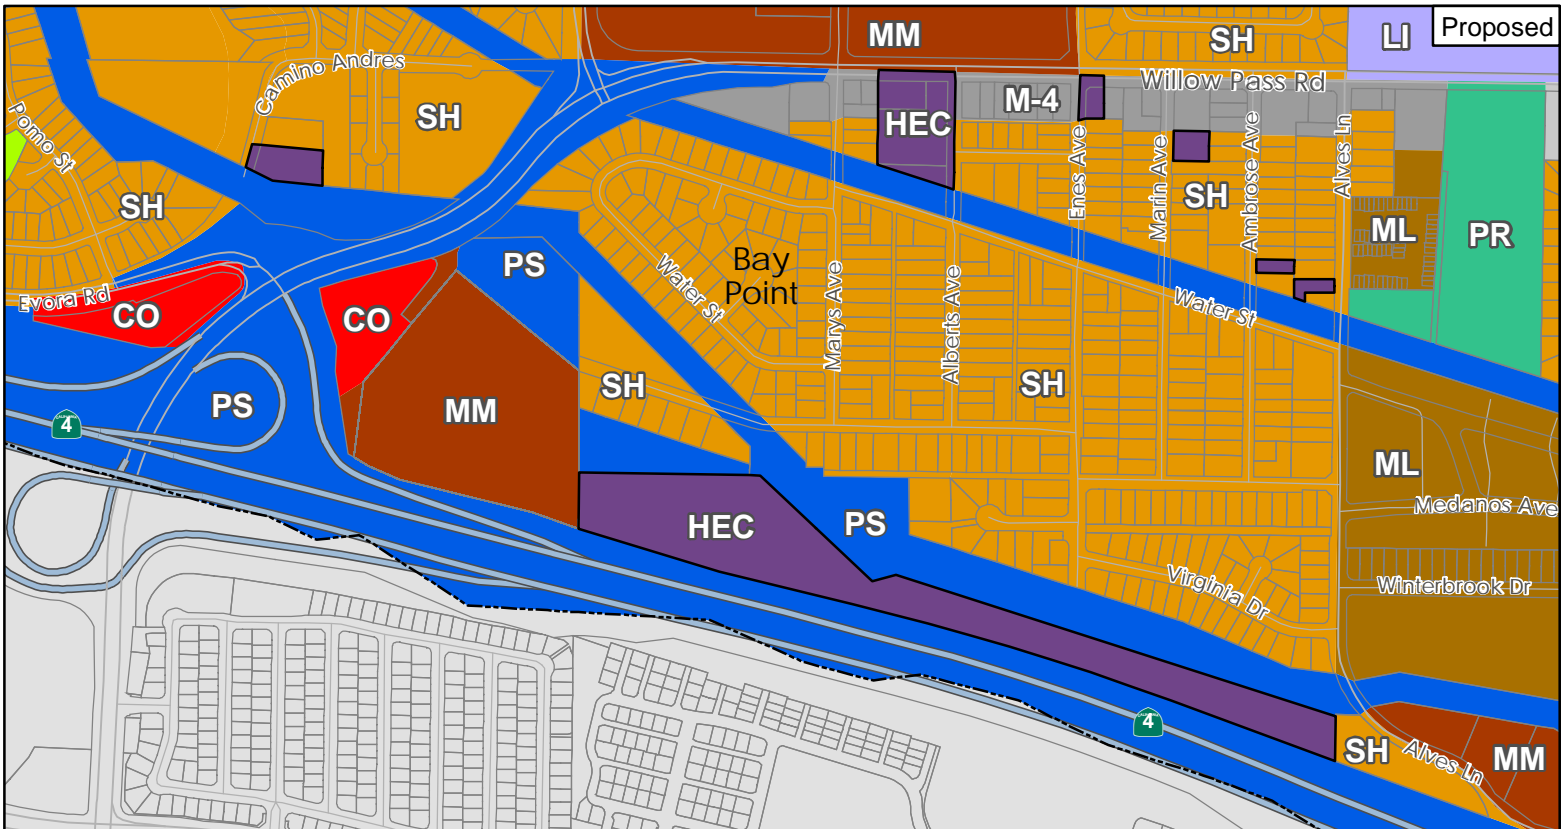 Proposed
MM
SH
LI
Camino Andres
Willow Pass Rd
SH
HEC
M-4
Pomo St
Enes Ave
Marin Ave
Ambrose Ave
Alves Ln
SH
SH
ML
PR
PS
Bay
Point
Water St
Marys Ave
Alberts Ave
Water St
Evora Rd
CO
CO
SH
SH
PS
MM
4
ML
Medanos Ave
HEC
PS
Virginia Dr
Winterbrook Dr
4
SH
Alves Ln
MM